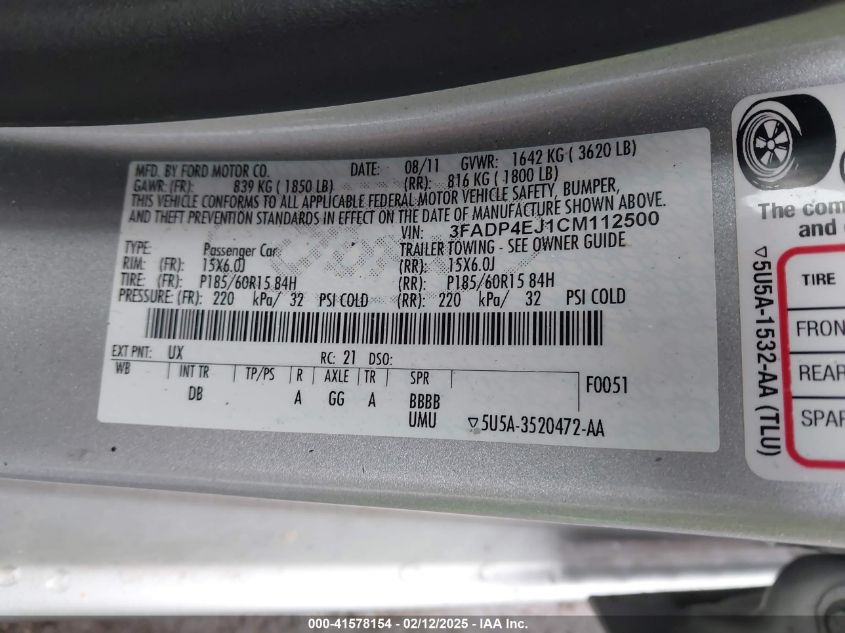 MFD. BY FORD MOTOR CO. DATE: 08/11 GVWR: 1642 KG ( 3620 LB)
GAWR: (FR): 839 KG ( 1850 LB) (RR): 816 KG ( 1800 LB)
THIS VEHICLE CONFORMS TO ALL APPLICABLE FEDERAL MOTOR VEHICLE SAFETY, BUMPER,
AND THEFT PREVENTION STANDARDS IN EFFECT ON THE DATE OF MANUFACTURE SHOWN ABOVE.
VIN: 3FADP4EJ1CM112500
TYPE: Passenger Car TRAILER TOWING - SEE OWNER GUIDE
RIM: (FR): 15X6.0J (RR): 15X6.0J
TIRE: (FR): P185/60R15 84H (RR): P185/60R15 84H
PRESSURE: (FR): 220 kPa/ 32 PSI COLD (RR): 220 kPa/ 32 PSI COLD
EXT PNT: UX RC: 21 DSO:
WB INT TR TP/PS R AXLE TR SPR F0051
DB A GG A BBBB
UMU ▽5U5A-3520472-AA
The com
and
▽5U5A-1532-AA (TLU)
TIRE
FRON
REAR
SPAR
000-41578154 - 02/12/2025 - IAA Inc.